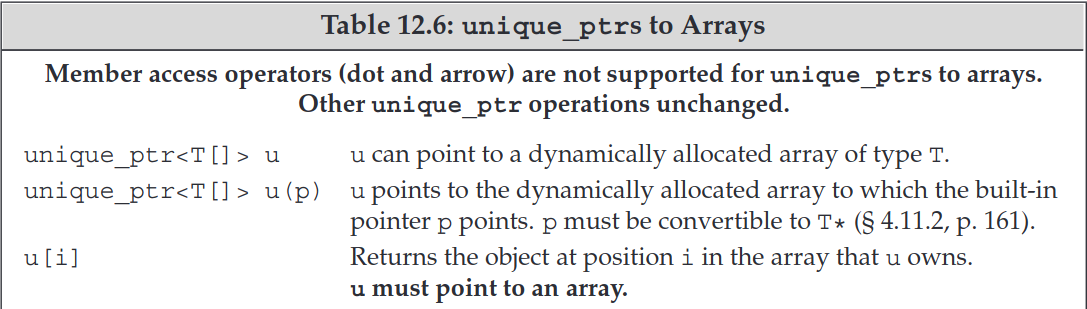 Table 12.6: unique_ptrs to Arrays
Member access operators (dot and arrow) are not supported for unique_ptrs to arrays.
Other unique_ptr operations unchanged.
unique_ptr<T[]> u u can point to a dynamically allocated array of type T.
unique_ptr<T[]> u(p) u points to the dynamically allocated array to which the built-in
pointer p points. p must be convertible to T* (§ 4.11.2, p. 161).
u[i] Returns the object at position i in the array that u owns.
u must point to an array.